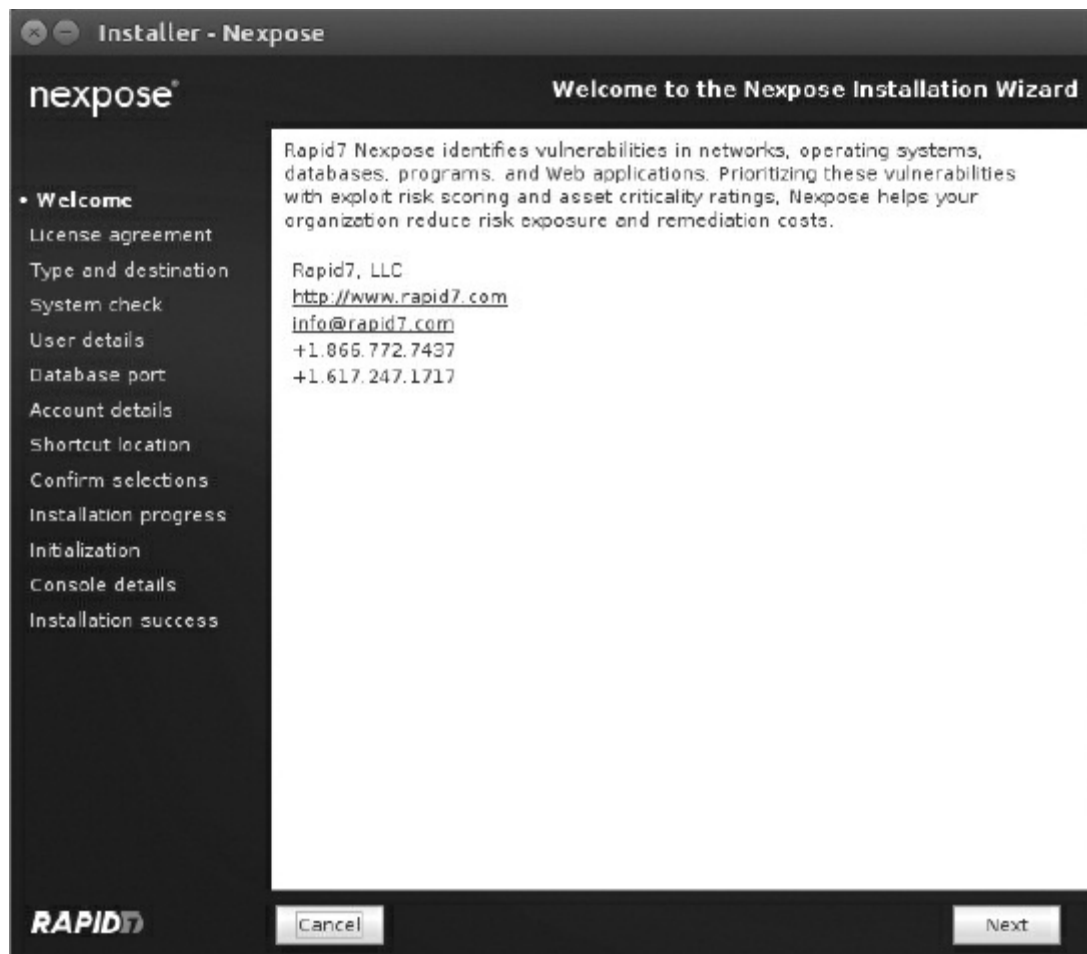 Installer - Nexpose
nexpose®
Welcome to the Nexpose Installation Wizard
• Welcome
License agreement
Type and destination
System check
User details
Database port
Account details
Shortcut location
Confirm selections
Installation progress
Initialization
Console details
Installation success
Rapid7 Nexpose identifies vulnerabilities in networks, operating systems,
databases, programs, and Web applications. Prioritizing these vulnerabilities
with exploit risk scoring and asset criticality ratings, Nexpose helps your
organization reduce risk exposure and remediation costs.
Rapid7, LLC
http://www.rapid7.com
info@rapid7.com
+1.866.772.7437
+1.617.247.1717
RAPID7
Cancel
Next